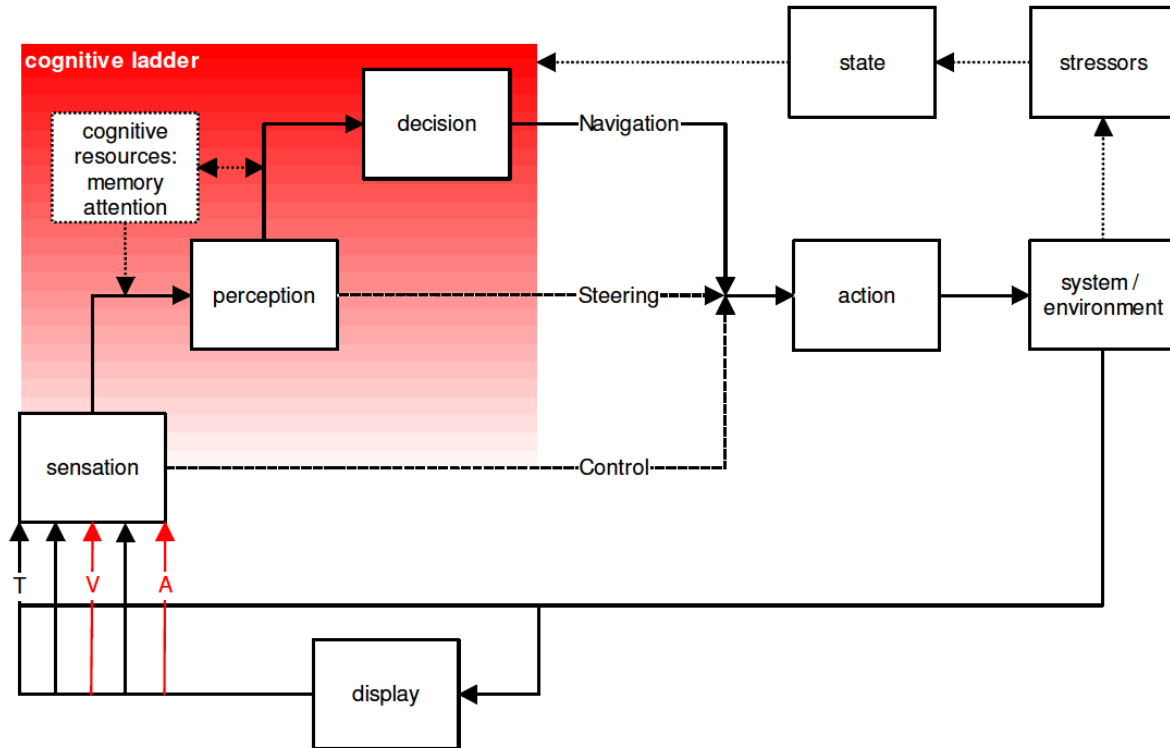 cognitive ladder
state
stressors
cognitive
resources:
memory
attention
decision
Navigation
perception
Steering
action
system /
environment
sensation
Control
T
V
A
display